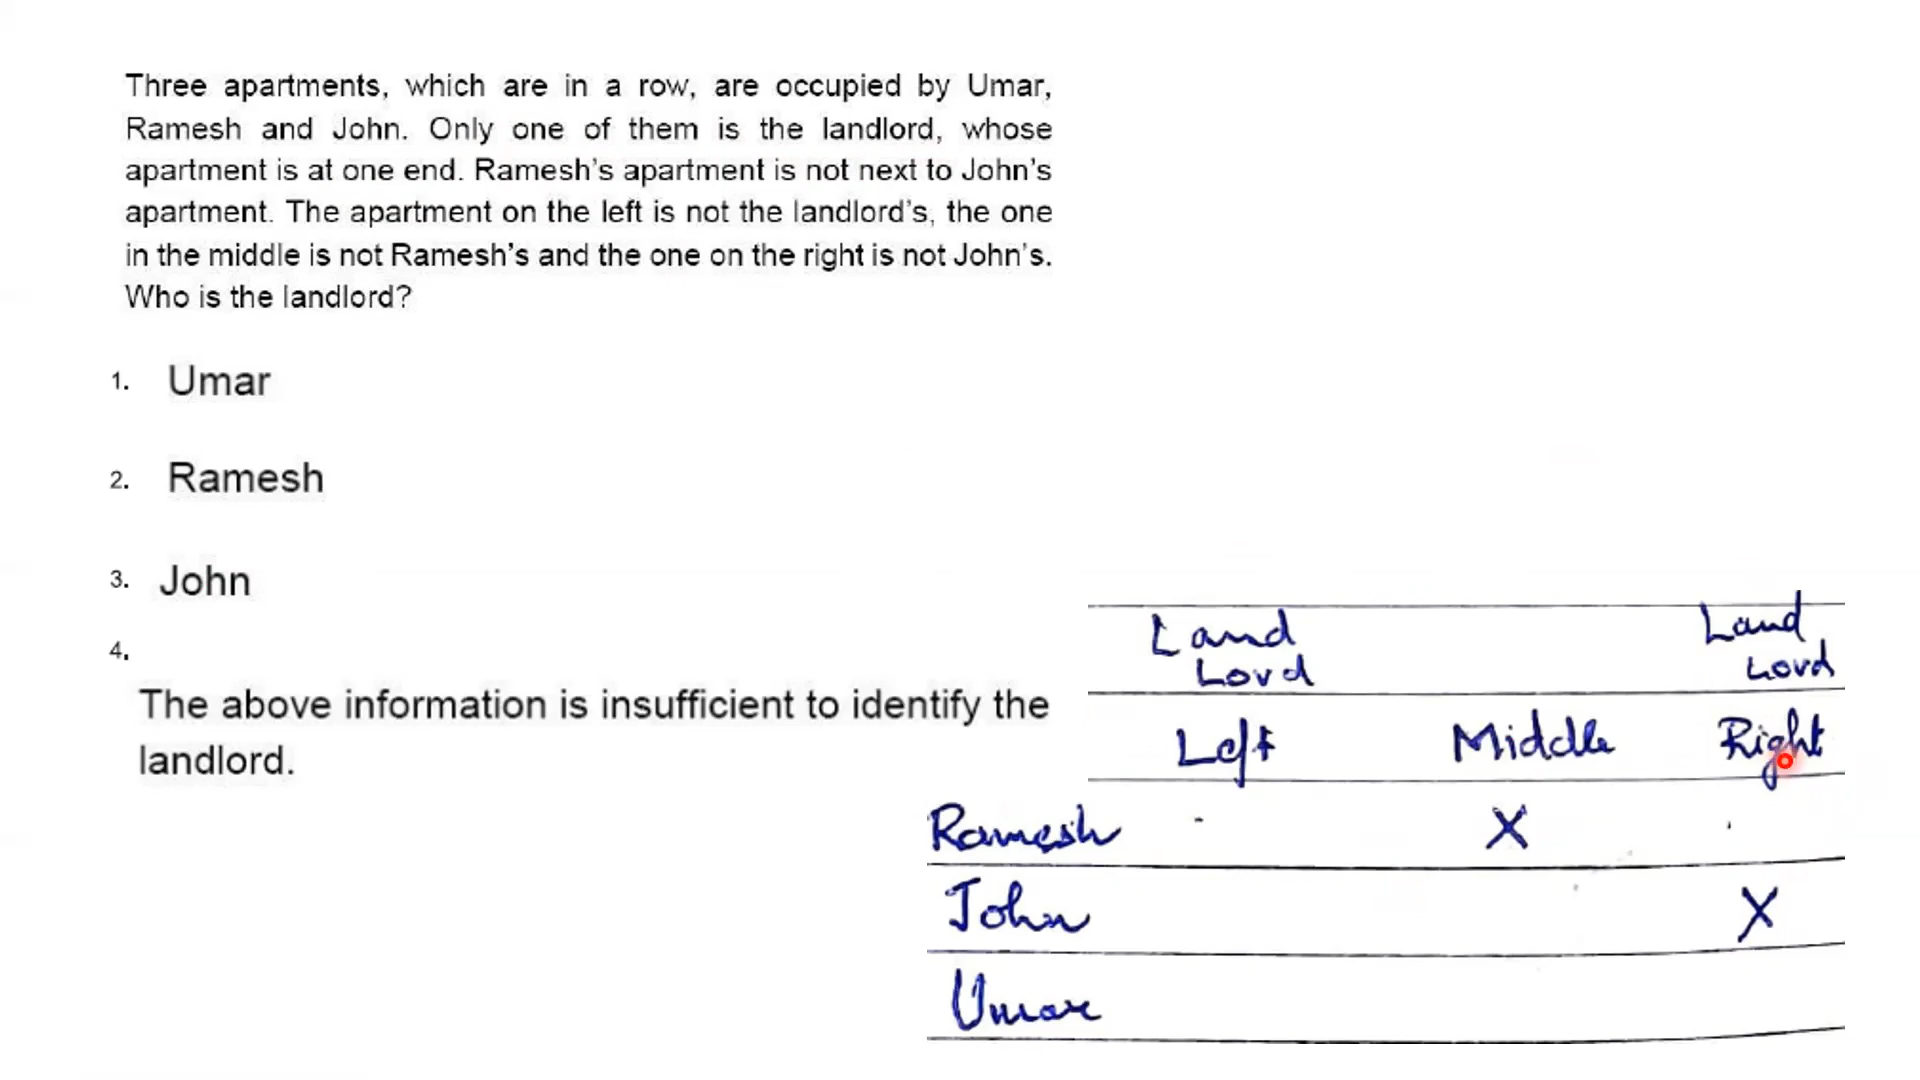 Three apartments, which are in a row, are occupied by Umar,
Ramesh and John. Only one of them is the landlord, whose
apartment is at one end. Ramesh's apartment is not next to John's
apartment. The apartment on the left is not the landlord's, the one
in the middle is not Ramesh's and the one on the right is not John's.
Who is the landlord?
1. Umar
2. Ramesh
3. John
4.
The above information is insufficient to identify the
landlord.
Land Land
Lord Lord
Left Middle Right
Ramesh X
John X
Umar